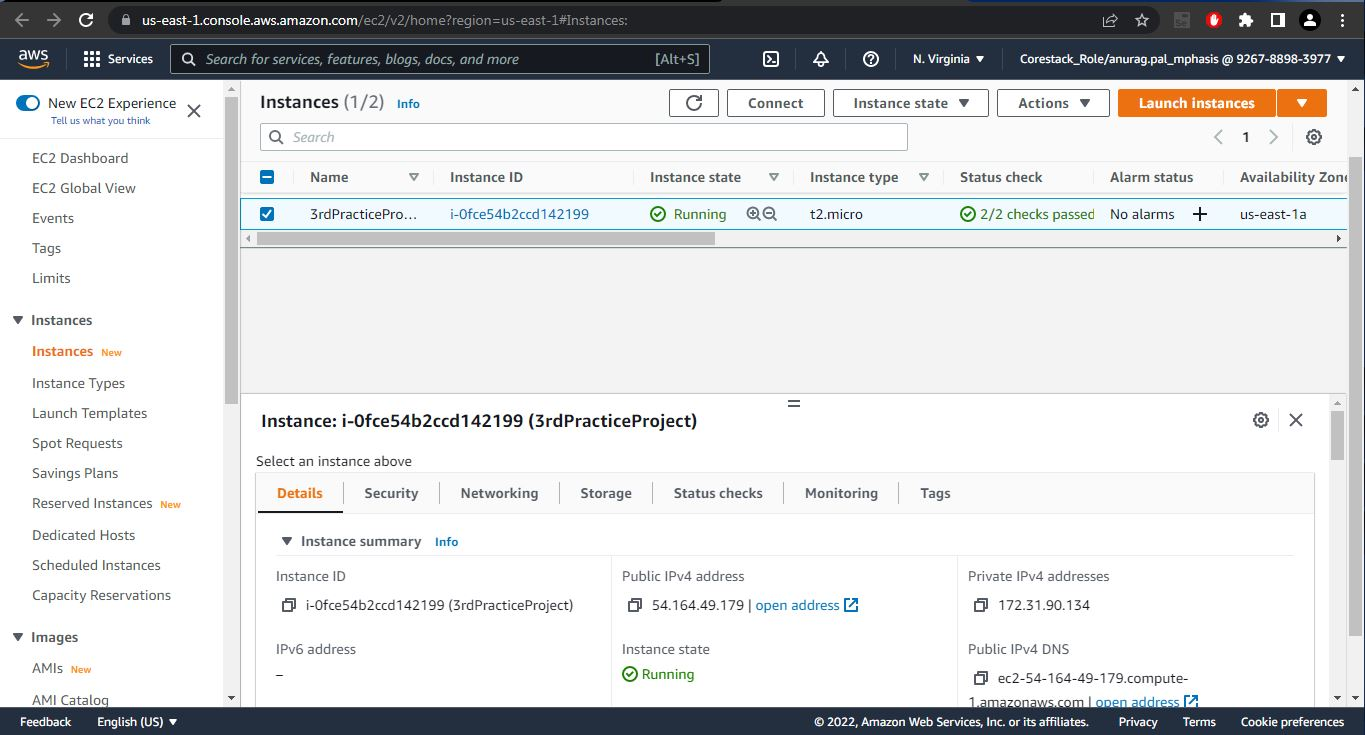 us-east-1.console.aws.amazon.com/ec2/v2/home?region=us-east-1#Instances:
aws
Services
Search for services, features, blogs, docs, and more
[Alt+S]
N. Virginia
Corestack_Role/anurag.pal_mphasis @ 9267-8898-3977
New EC2 Experience
Tell us what you think
EC2 Dashboard
EC2 Global View
Events
Tags
Limits
Instances
Instances New
Instance Types
Launch Templates
Spot Requests
Savings Plans
Reserved Instances New
Dedicated Hosts
Scheduled Instances
Capacity Reservations
Images
AMIs New
AMI Catalog
Instances (1/2) Info
Connect
Instance state
Actions
Launch instances
Search
1
Name Instance ID Instance state Instance type Status check Alarm status Availability Zone
3rdPracticePro... i-0fce54b2ccd142199 Running t2.micro 2/2 checks passed No alarms us-east-1a
Instance: i-0fce54b2ccd142199 (3rdPracticeProject)
Select an instance above
Details Security Networking Storage Status checks Monitoring Tags
Instance summary Info
Instance ID
i-0fce54b2ccd142199 (3rdPracticeProject)
Public IPv4 address
54.164.49.179 | open address
Private IPv4 addresses
172.31.90.134
IPv6 address
–
Instance state
Running
Public IPv4 DNS
ec2-54-164-49-179.compute-
1.amazonaws.com | open address
Feedback English (US)
© 2022, Amazon Web Services, Inc. or its affiliates. Privacy Terms Cookie preferences